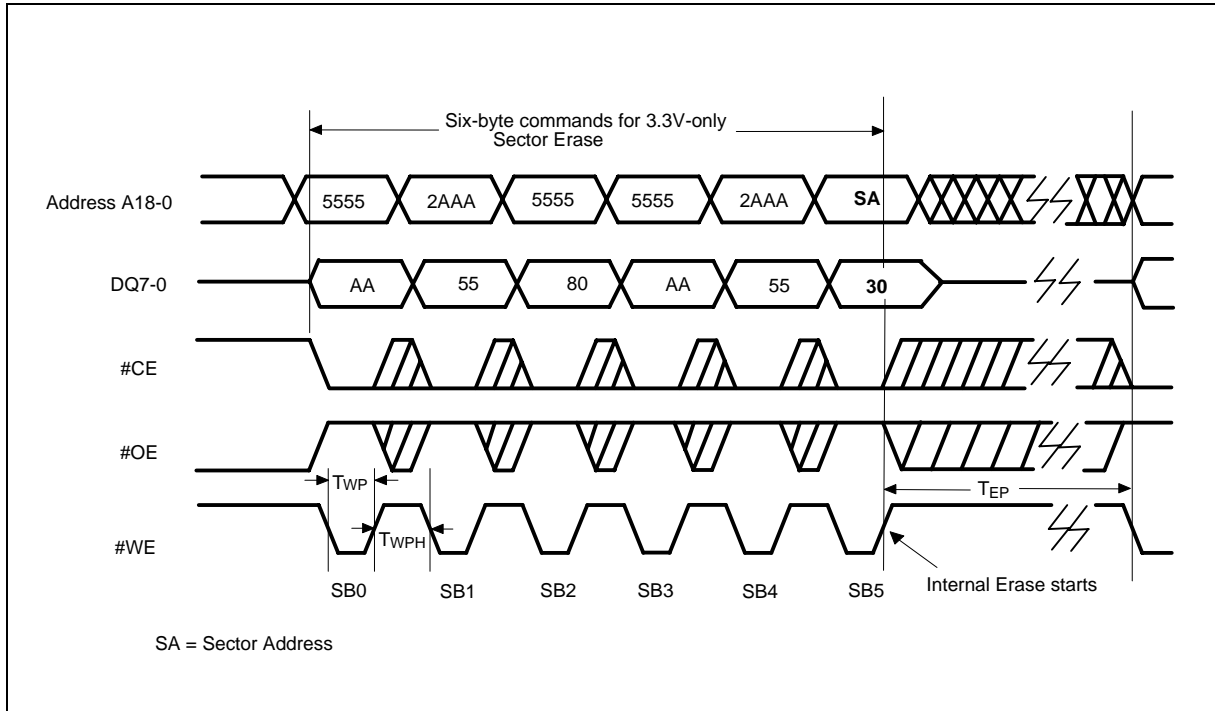 Six-byte commands for 3.3V-only
Sector Erase
Address A18-0
5555
2AAA
5555
5555
2AAA
SA
DQ7-0
AA
55
80
AA
55
30
#CE
#OE
TWP
TEP
#WE
TWPH
Internal Erase starts
SB0
SB1
SB2
SB3
SB4
SB5
SA = Sector Address